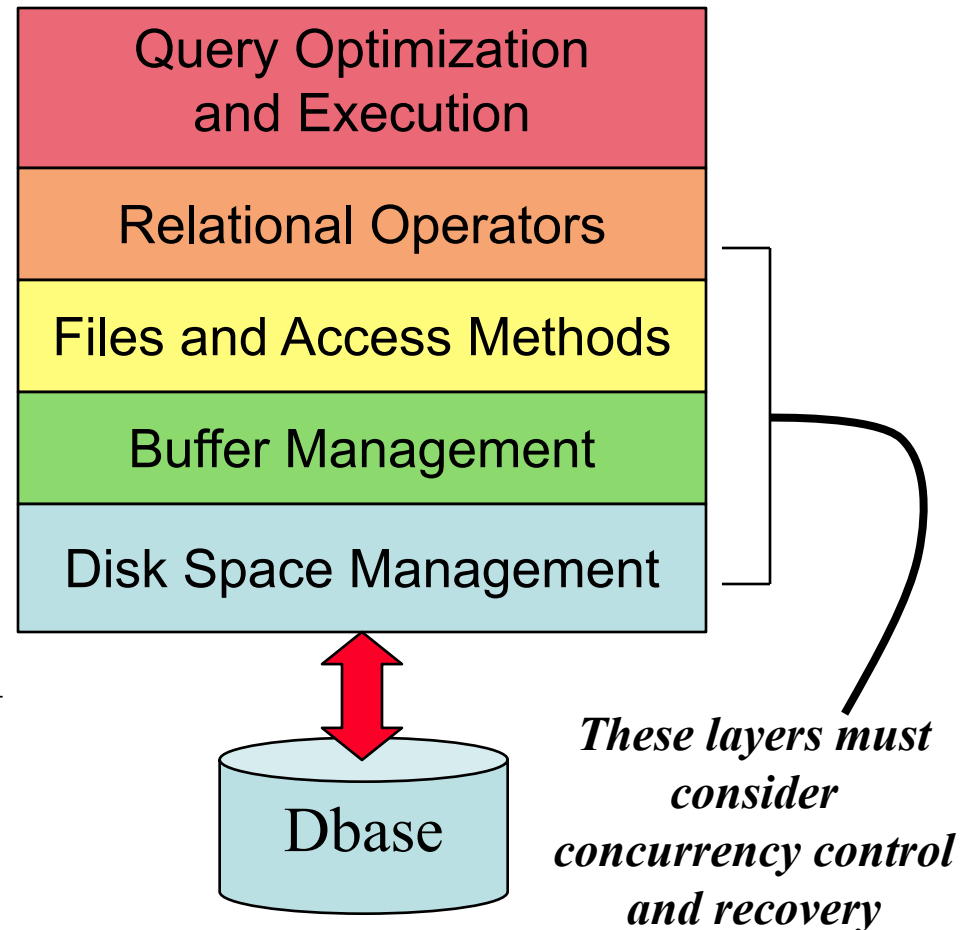 Query Optimization
and Execution
Relational Operators
Files and Access Methods
Buffer Management
Disk Space Management
Dbase
These layers must
consider
concurrency control
and recovery